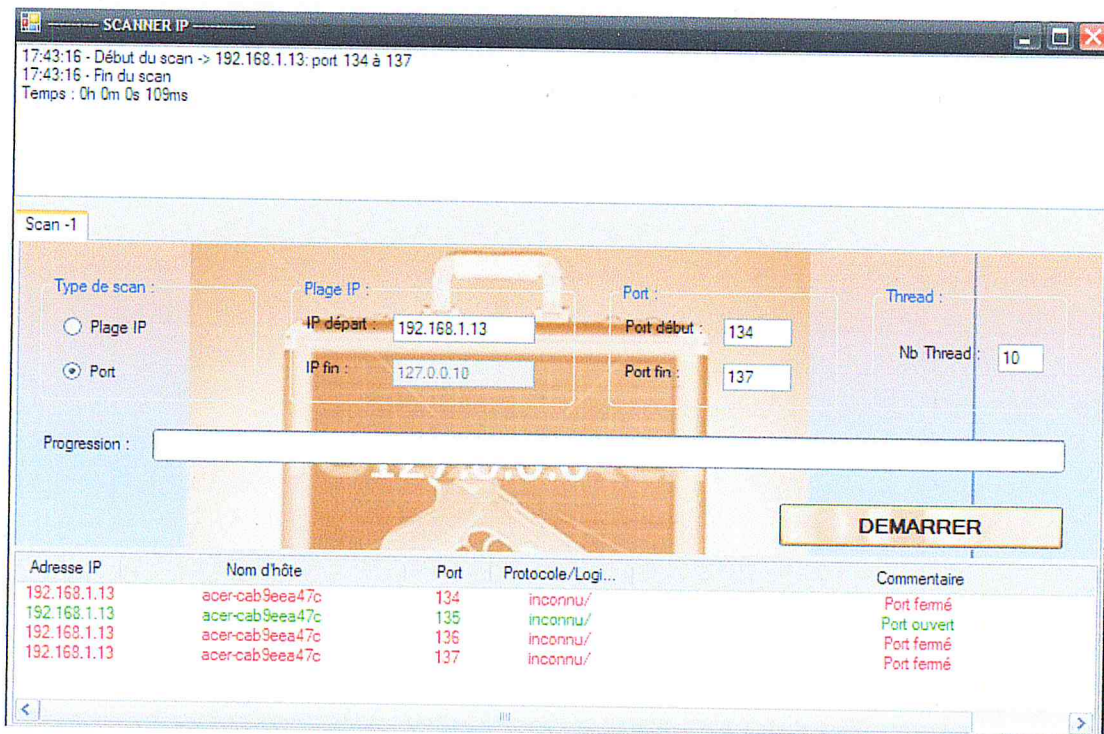 SCANNER IP
17:43:16 - Début du scan -> 192.168.1.13: port 134 à 137
17:43:16 - Fin du scan
Temps : 0h 0m 0s 109ms
Scan -1
Type de scan :
Plage IP
Port
Plage IP :
IP départ : 192.168.1.13
IP fin : 127.0.0.10
Port :
Port début : 134
Port fin : 137
Thread :
Nb Thread : 10
Progression :
DEMARRER
Adresse IP Nom d'hôte Port Protocole/Logi... Commentaire
192.168.1.13 acer-cab9eea47c 134 inconnu/ Port fermé
192.168.1.13 acer-cab9eea47c 135 inconnu/ Port ouvert
192.168.1.13 acer-cab9eea47c 136 inconnu/ Port fermé
192.168.1.13 acer-cab9eea47c 137 inconnu/ Port fermé